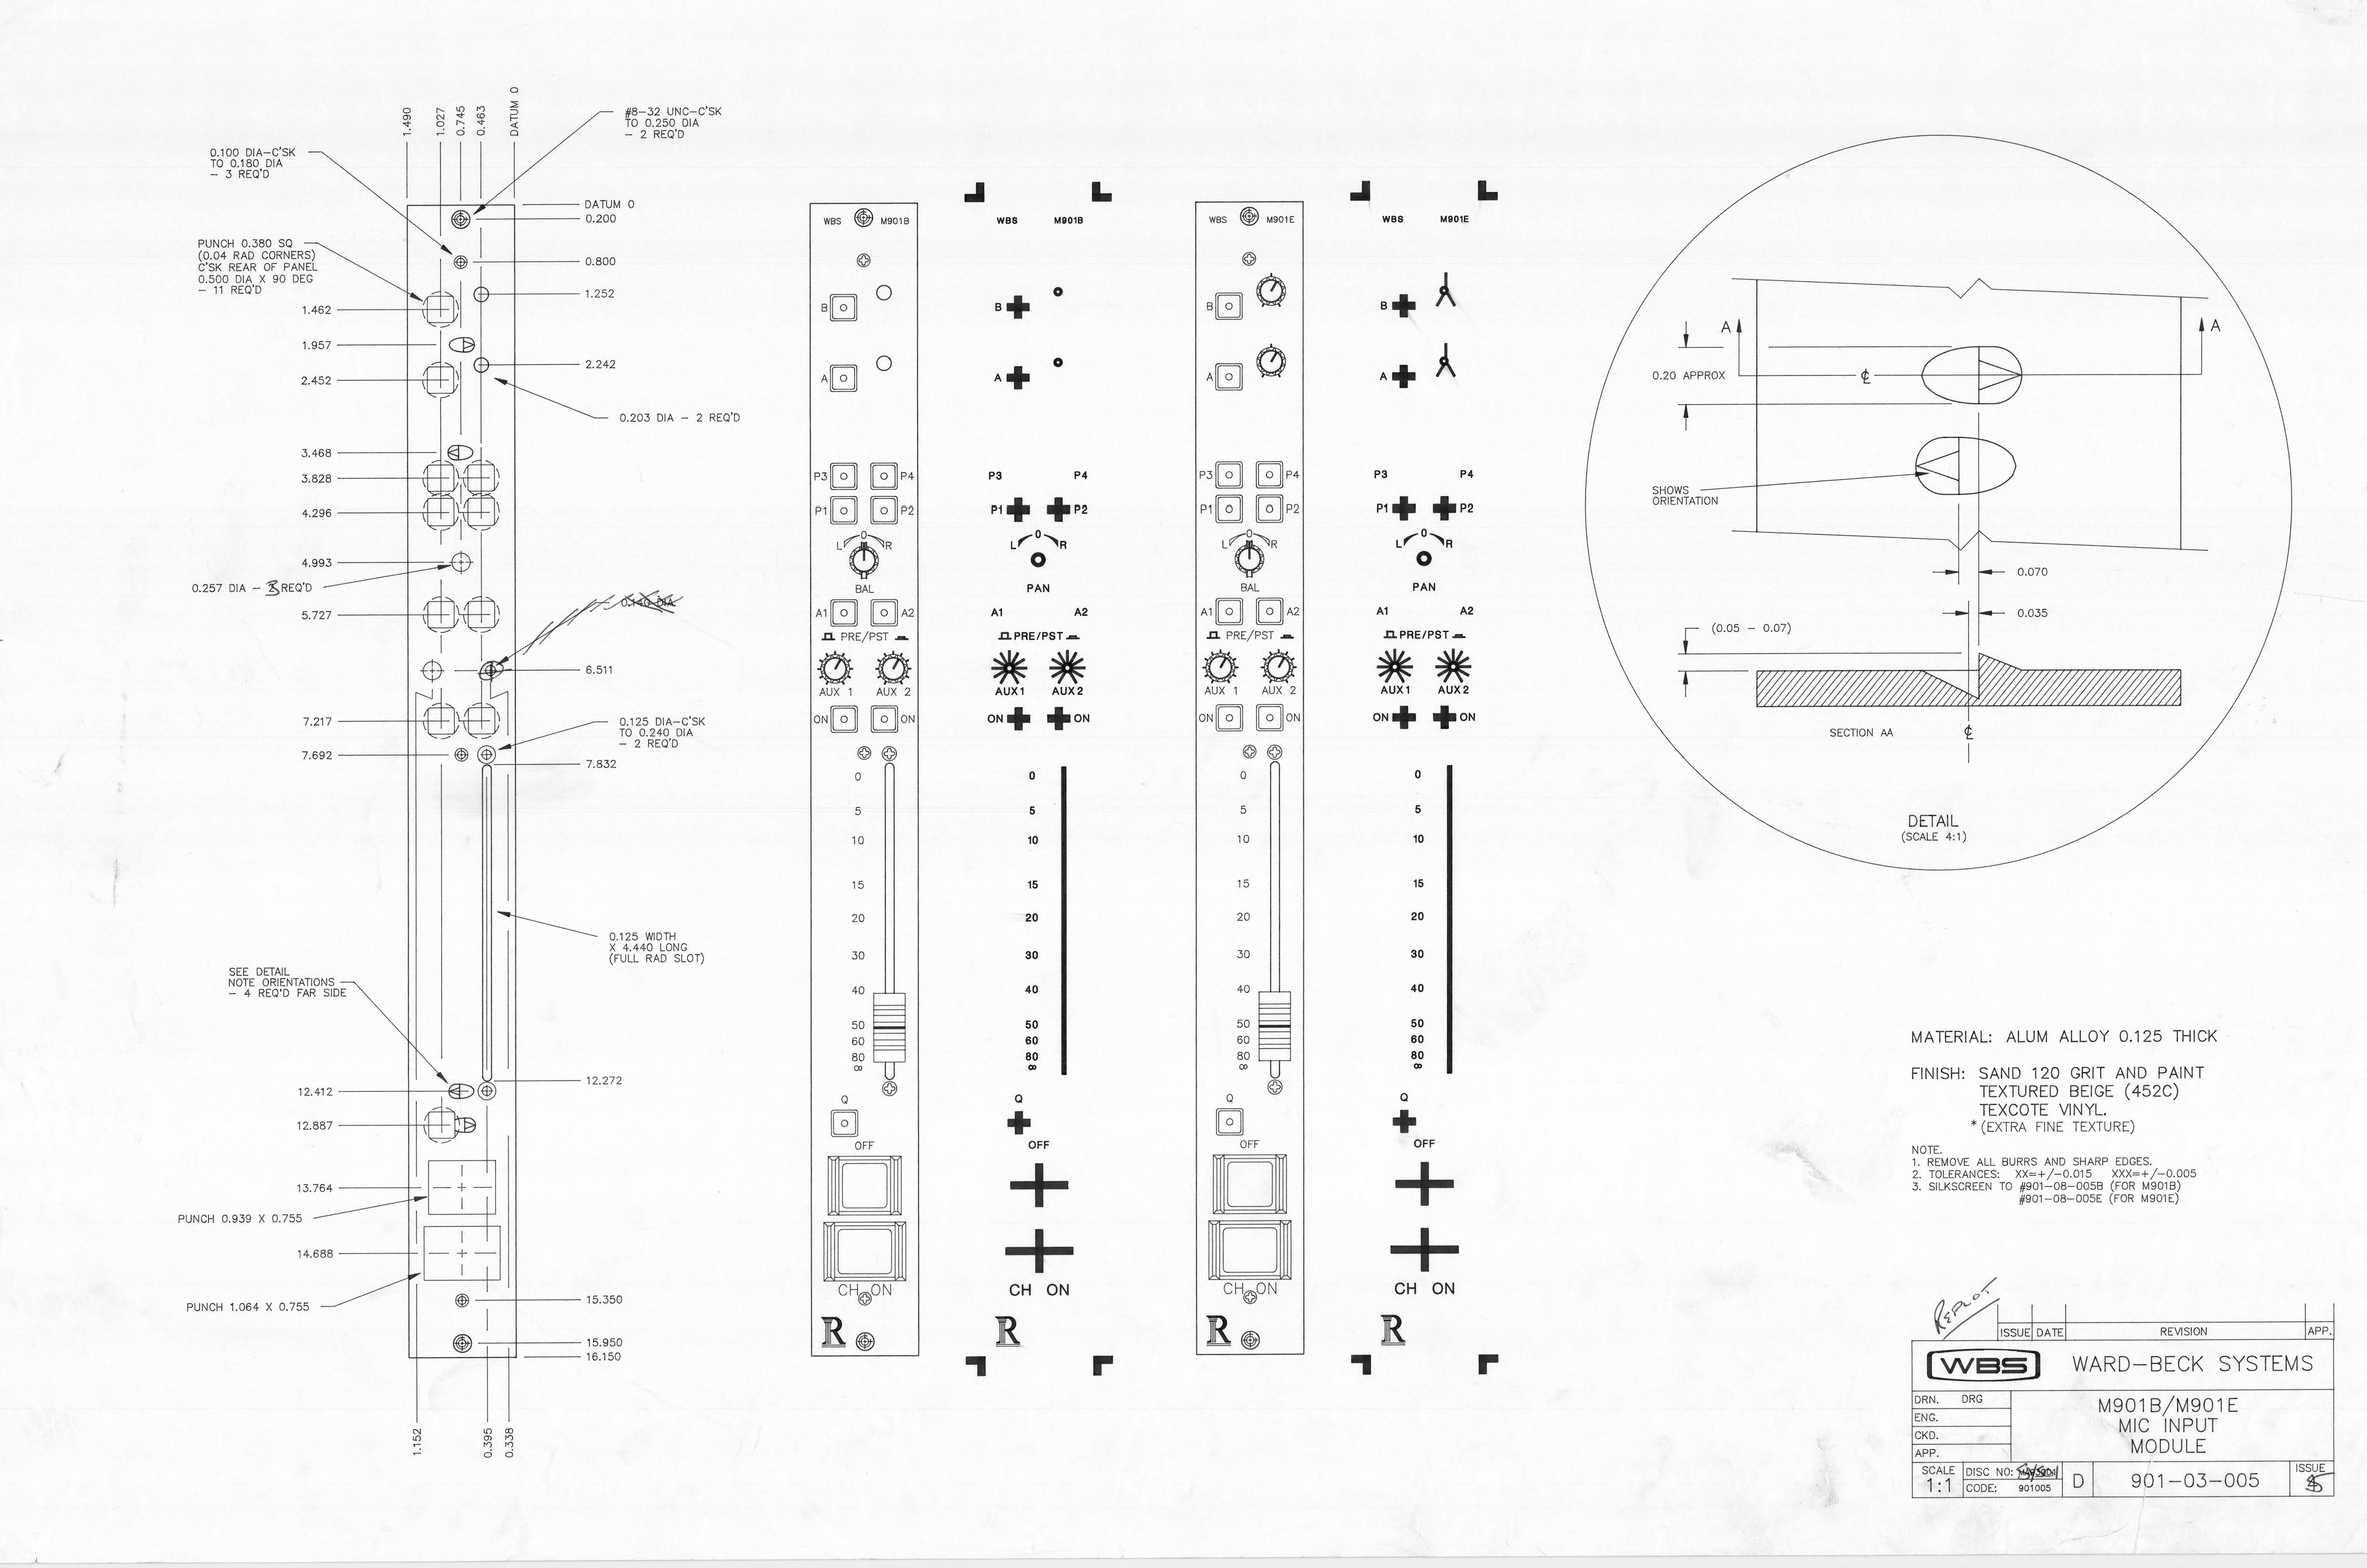 1.490
1.027
0.745
0.463
DATUM 0
#8-32 UNC-C'SK
TO 0.250 DIA
- 2 REQ'D
0.100 DIA-C'SK
TO 0.180 DIA
- 3 REQ'D
DATUM 0
0.200
PUNCH 0.380 SQ
(0.04 RAD CORNERS)
C'SK REAR OF PANEL
0.500 DIA X 90 DEG
- 11 REQ'D
0.800
1.252
1.462
1.957
2.242
2.452
0.203 DIA - 2 REQ'D
3.468
3.828
4.296
4.993
0.257 DIA - 3 REQ'D
0.140 DIA
5.727
6.511
7.217
0.125 DIA-C'SK
TO 0.240 DIA
- 2 REQ'D
7.692
7.832
0.125 WIDTH
X 4.440 LONG
(FULL RAD SLOT)
SEE DETAIL
NOTE ORIENTATIONS
- 4 REQ'D FAR SIDE
12.272
12.412
12.887
13.764
PUNCH 0.939 X 0.755
14.688
PUNCH 1.064 X 0.755
15.350
15.950
16.150
1.152
0.395
0.338
WBS M901B
B
A
P3 P4
P1 P2
L 0 R
BAL
A1 A2
PRE/PST
AUX 1 AUX 2
ON ON
0
5
10
15
20
30
40
50
60
80
∞
Q
OFF
CH ON
R
WBS M901B
B
A
P3 P4
P1 P2
L 0 R
PAN
A1 A2
PRE/PST
AUX1 AUX2
ON ON
0
5
10
15
20
30
40
50
60
80
∞
Q
OFF
CH ON
R
WBS M901E
B
A
P3 P4
P1 P2
L 0 R
BAL
A1 A2
PRE/PST
AUX 1 AUX 2
ON ON
0
5
10
15
20
30
40
50
60
80
∞
Q
OFF
CH ON
R
WBS M901E
B
A
P3 P4
P1 P2
L 0 R
PAN
A1 A2
PRE/PST
AUX1 AUX2
ON ON
0
5
10
15
20
30
40
50
60
80
∞
Q
OFF
CH ON
R
A A
0.20 APPROX
℄
SHOWS
ORIENTATION
0.070
0.035
(0.05 - 0.07)
SECTION AA
℄
DETAIL
(SCALE 4:1)
MATERIAL: ALUM ALLOY 0.125 THICK
FINISH: SAND 120 GRIT AND PAINT
TEXTURED BEIGE (452C)
TEXCOTE VINYL.
*(EXTRA FINE TEXTURE)
NOTE.
1. REMOVE ALL BURRS AND SHARP EDGES.
2. TOLERANCES: XX=+/-0.015 XXX=+/-0.005
3. SILKSCREEN TO #901-08-005B (FOR M901B)
#901-08-005E (FOR M901E)
REPLOT
ISSUE DATE REVISION APP.
WBS WARD-BECK SYSTEMS
DRN. DRG
ENG.
CKD.
APP.
M901B/M901E
MIC INPUT
MODULE
SCALE
1:1
DISC NO:
CODE: 901005
D
901-03-005
ISSUE
5